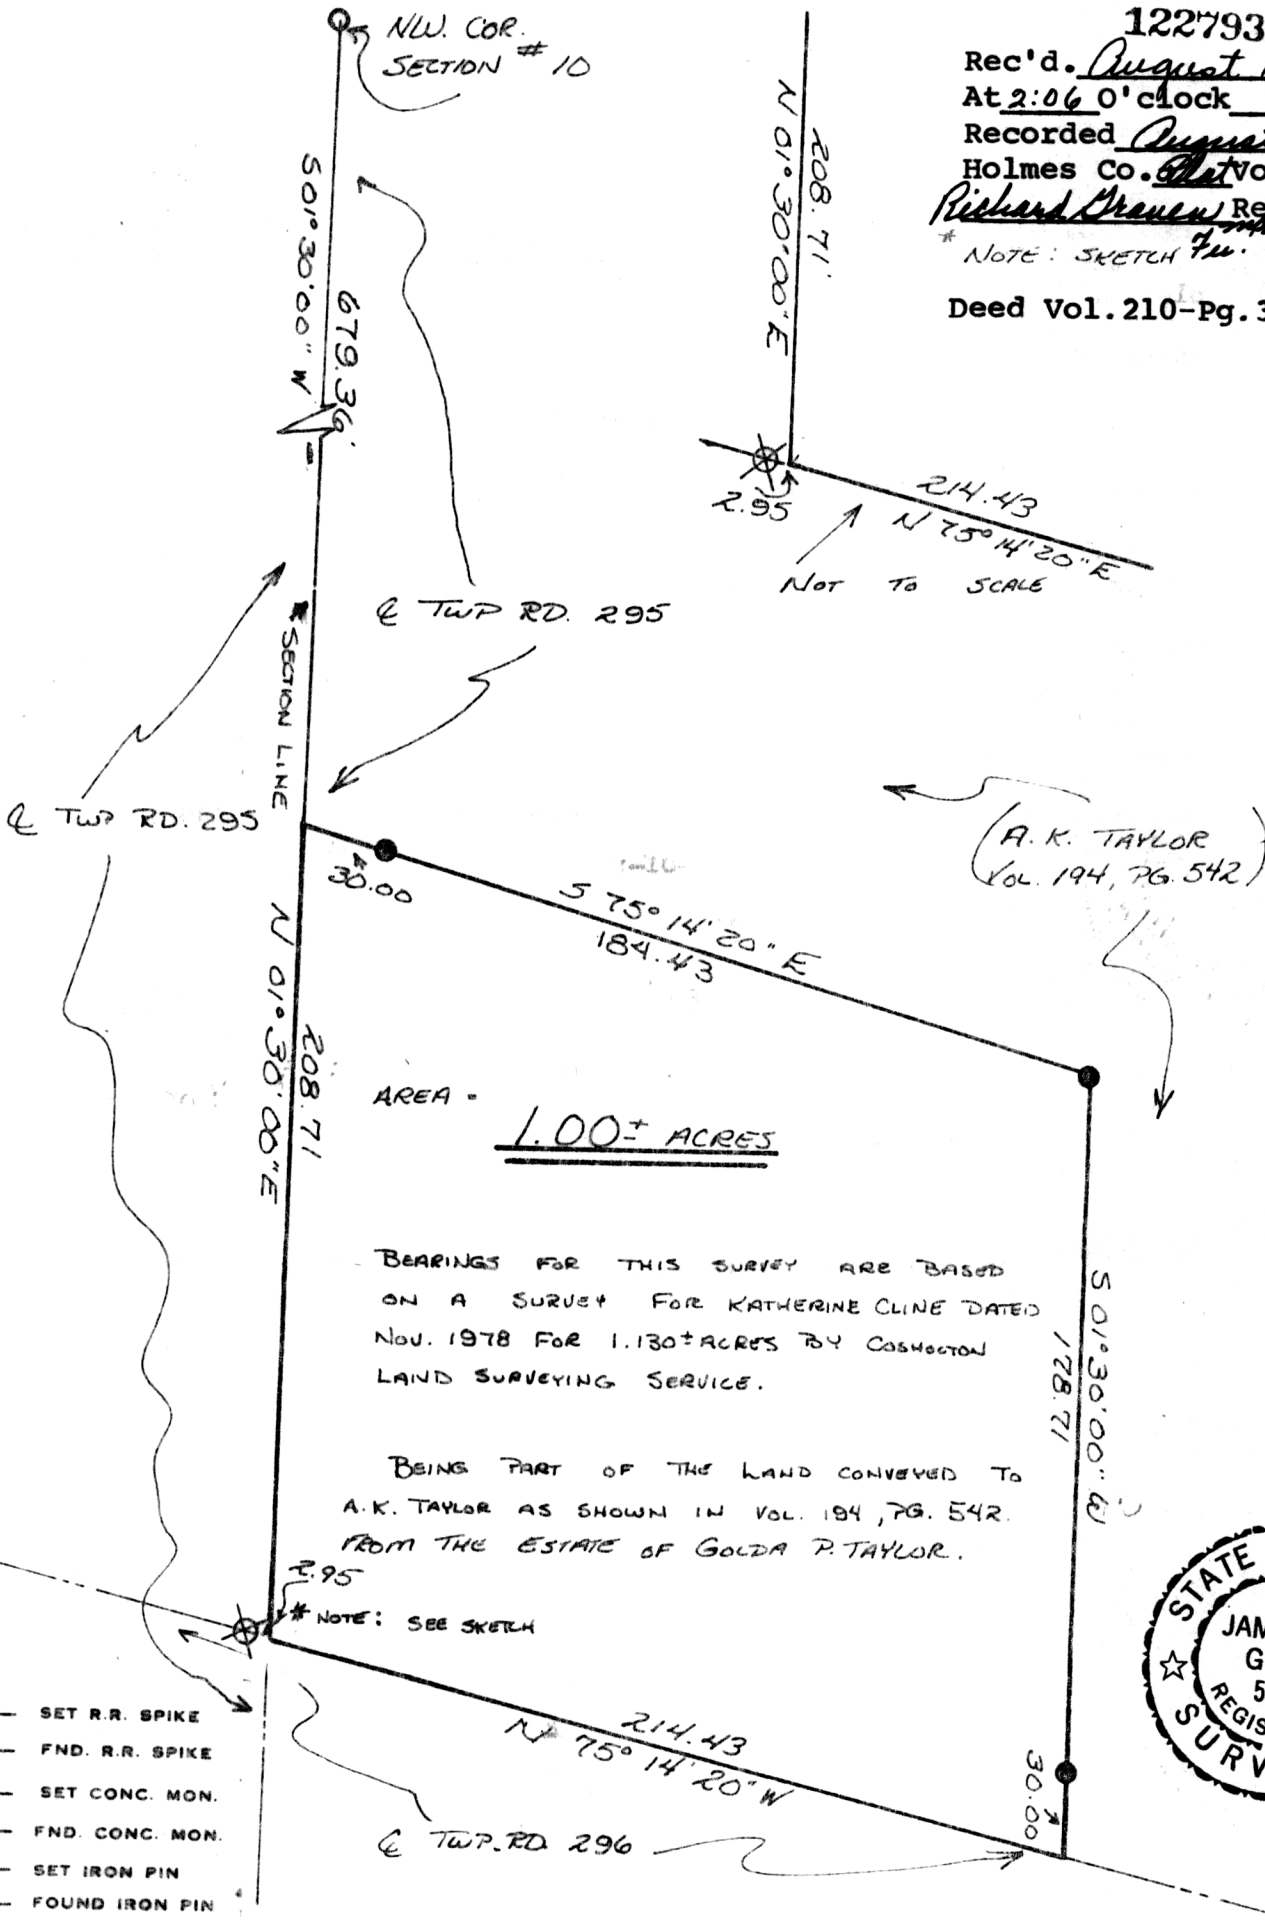 NW. COR.
SECTION # 10
122793
Rec'd. August
At 2:06 O'clock
Recorded August
Holmes Co. Plat Vo
Richard Graven Re
* NOTE: SKETCH
Deed Vol.210-Pg.3
S 01° 30' 00" W
679.36'
N 01° 30' 00" E
208.71'
2.95
214.43
N 75° 14' 20" E
NOT TO SCALE
℄ TWP RD. 295
* SECTION LINE
℄ TWP RD. 295
(A. K. TAYLOR
VOL. 194, PG. 542)
30.00
S 75° 14' 20" E
184.43
N 01° 30' 00" E
208.71
AREA =
1.00± ACRES
BEARINGS FOR THIS SURVEY ARE BASED
ON A SURVEY FOR KATHERINE CLINE DATED
NOV. 1978 FOR 1.130± ACRES BY COSHOCTON
LAND SURVEYING SERVICE.
S 01° 30' 00" W
178.71
BEING PART OF THE LAND CONVEYED TO
A.K. TAYLOR AS SHOWN IN VOL. 194, PG. 542
FROM THE ESTATE OF GOLDA P. TAYLOR.
2.95
* NOTE: SEE SKETCH
STATE
JAM
G
5
REGIS
SURV
214.43
N 75° 14' 20" W
30.00
℄ TWP. RD. 296
— SET R.R. SPIKE
— FND. R.R. SPIKE
— SET CONC. MON.
— FND. CONC. MON.
— SET IRON PIN
— FOUND IRON PIN